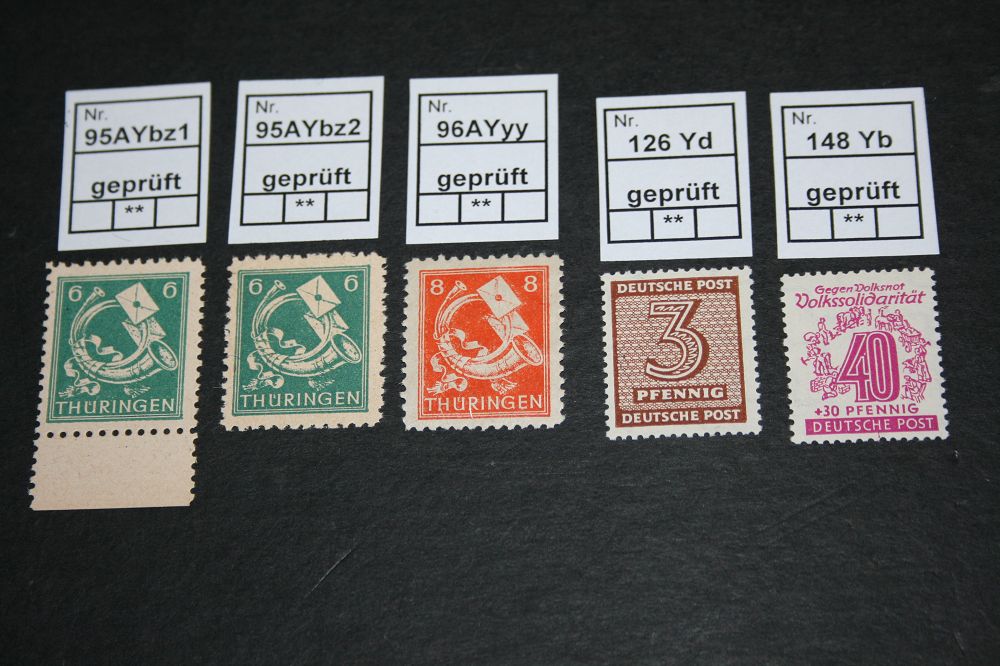 Nr.
95AYbz1
geprüft
**
Nr.
95AYbz2
geprüft
**
Nr.
96AYyy
geprüft
**
Nr.
126 Yd
geprüft
**
Nr.
148 Yb
geprüft
**
6 6
THÜRINGEN
6 6
THÜRINGEN
8 8
THÜRINGEN
DEUTSCHE POST
3
PFENNIG
DEUTSCHE POST
Gegen Volksnot
Volkssolidarität
40
+30 PFENNIG
DEUTSCHE POST